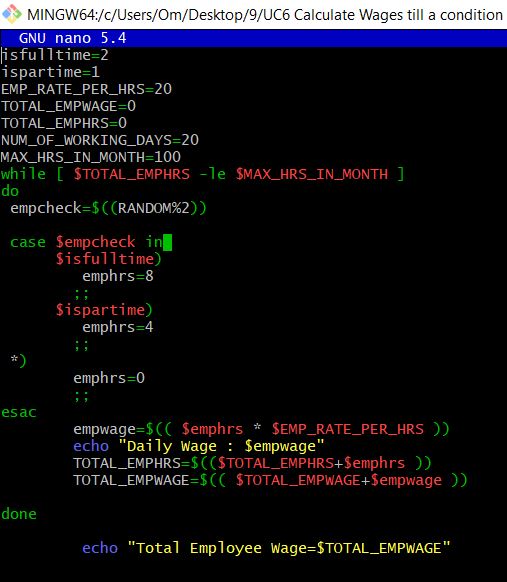 MINGW64:/c/Users/Om/Desktop/9/UC6 Calculate Wages till a condition
GNU nano 5.4
isfulltime=2
ispartime=1
EMP_RATE_PER_HRS=20
TOTAL_EMPWAGE=0
TOTAL_EMPHRS=0
NUM_OF_WORKING_DAYS=20
MAX_HRS_IN_MONTH=100
while [ $TOTAL_EMPHRS -le $MAX_HRS_IN_MONTH ]
do
empcheck=$((RANDOM%2))
case $empcheck in
$isfulltime)
emphrs=8
;;
$ispartime)
emphrs=4
;;
*)
emphrs=0
;;
esac
empwage=$(( $emphrs * $EMP_RATE_PER_HRS ))
echo "Daily Wage : $empwage"
TOTAL_EMPHRS=$(($TOTAL_EMPHRS+$emphrs ))
TOTAL_EMPWAGE=$(( $TOTAL_EMPWAGE+$empwage ))
done
echo "Total Employee Wage=$TOTAL_EMPWAGE"